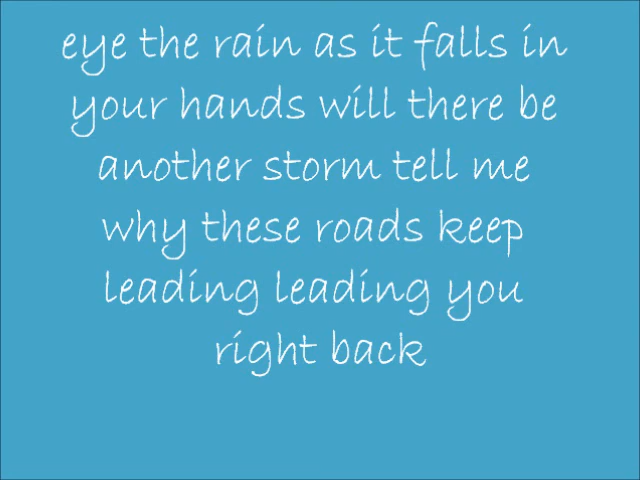 eye the rain as it falls in
your hands will there be
another storm tell me
why these roads keep
leading leading you
right back